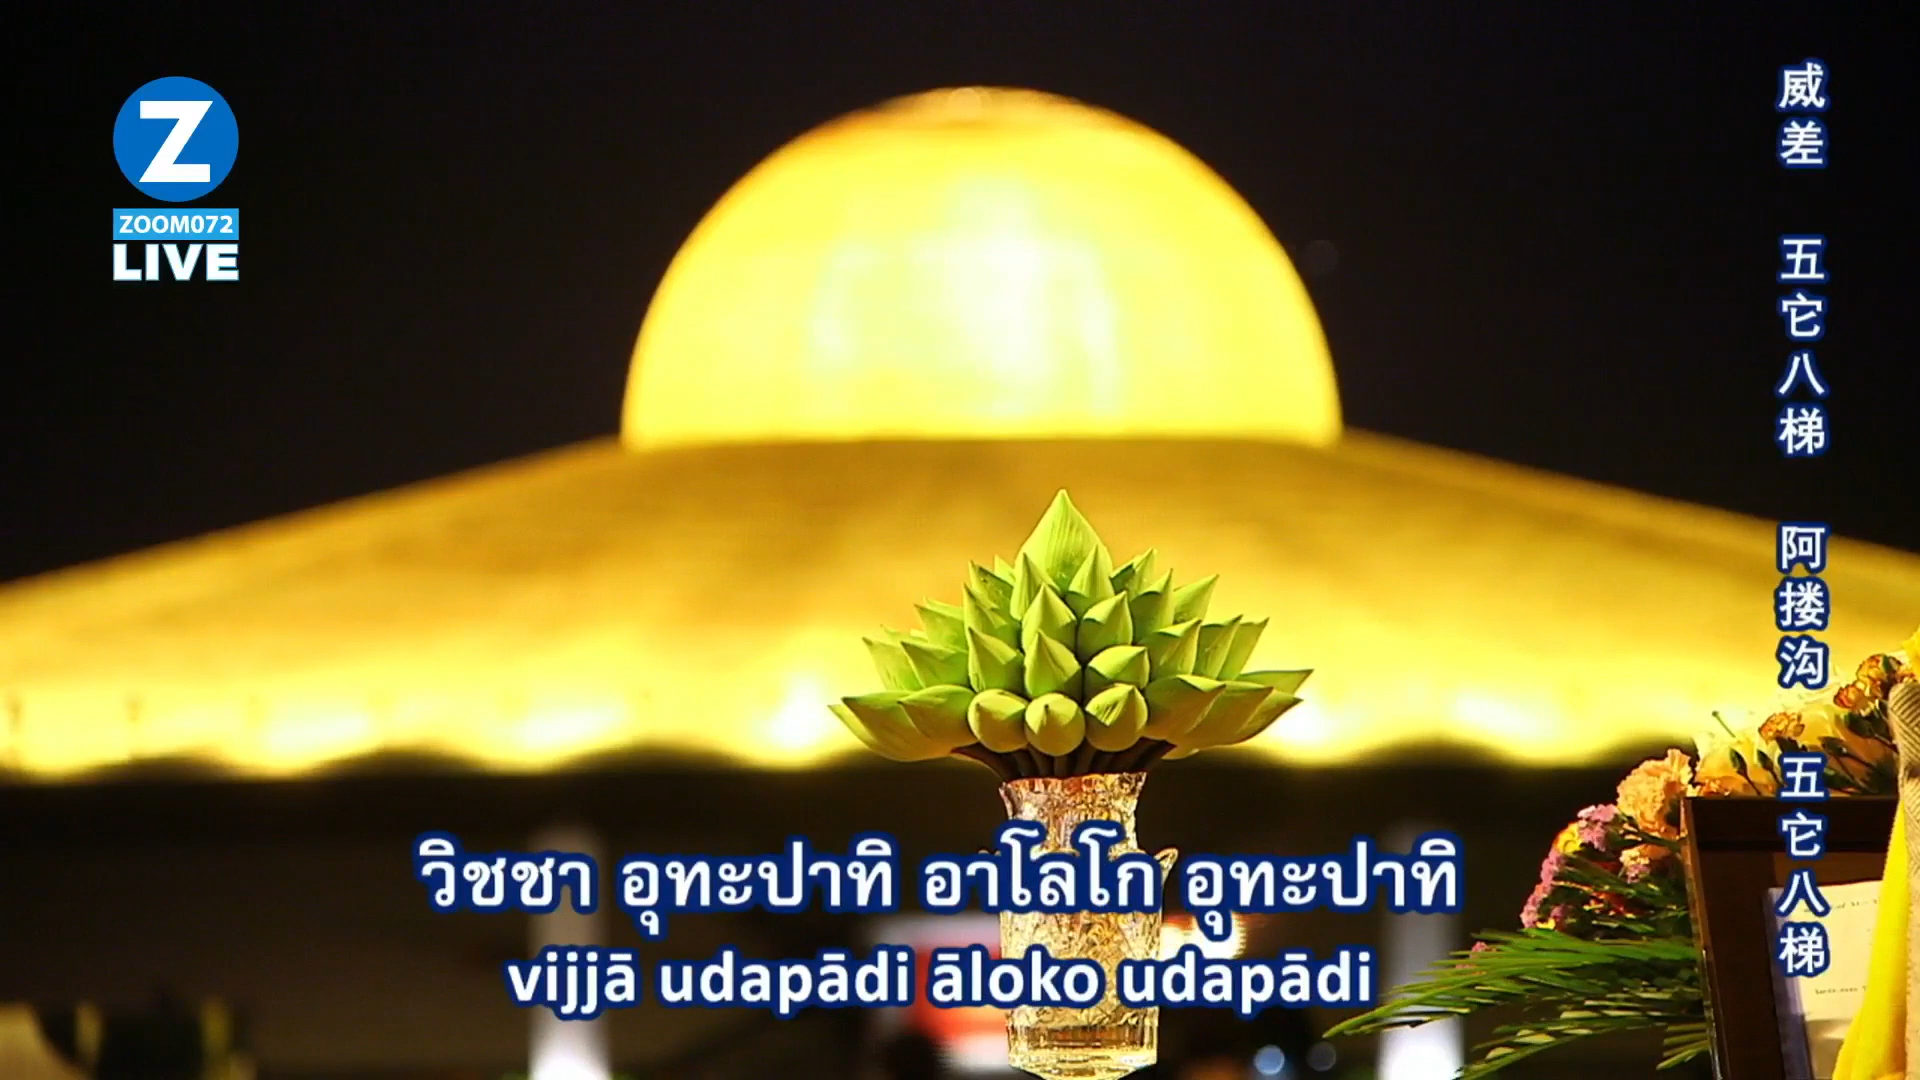 Z
ZOOM072
LIVE
威差 五它八梯 阿搂沟 五它八梯
วิชชา อุทะปาทิ อาโลโก อุทะปาทิ
vijjā udapādi āloko udapādi